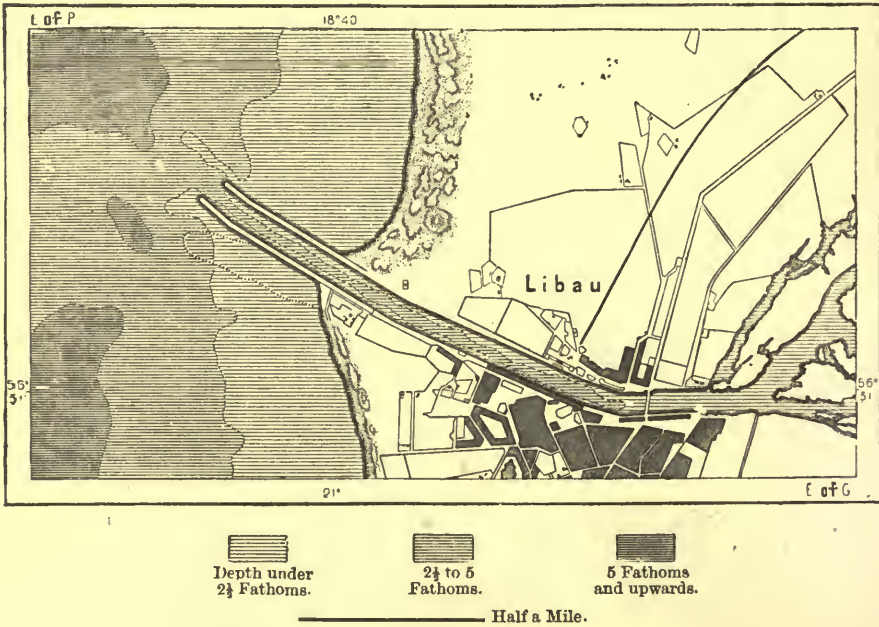 E of P 18°40
B
Libau
56° 31' 56° 31'
21° E of G
Depth under 2½ Fathoms.
2½ to 5 Fathoms.
5 Fathoms and upwards.
Half a Mile.